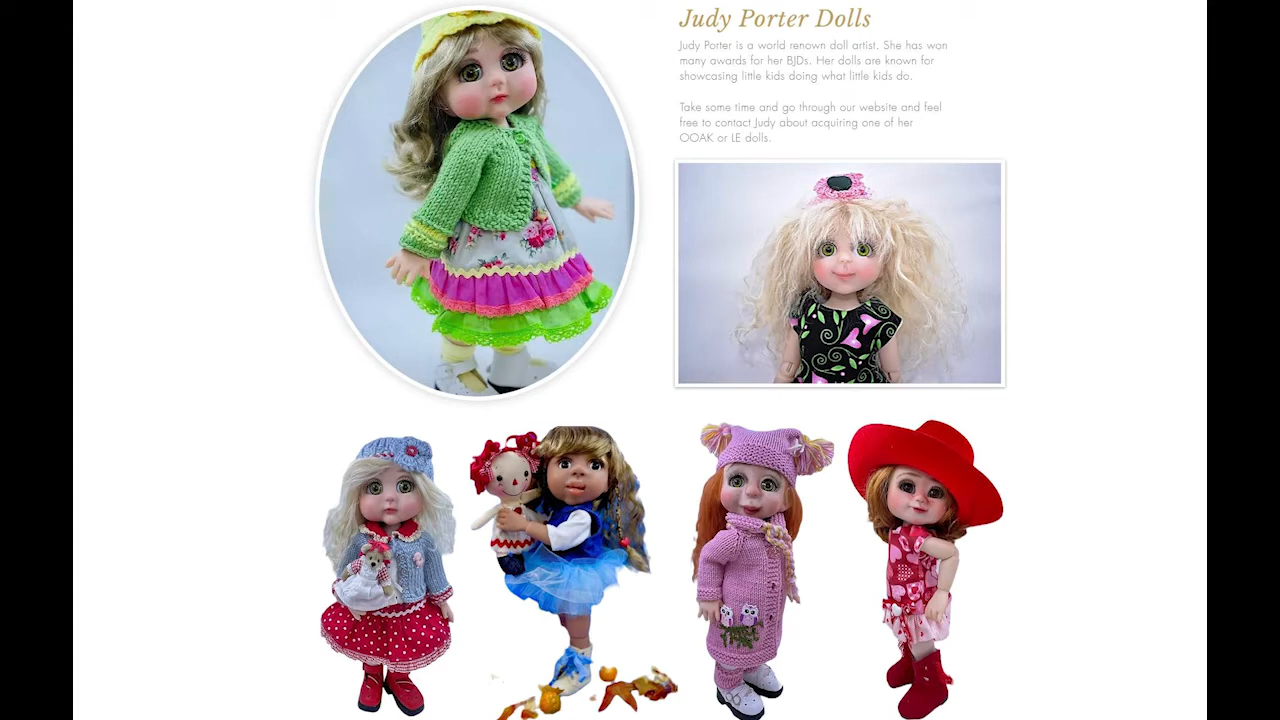 Judy Porter Dolls
Judy Porter is a world renown doll artist. She has won
many awards for her BJDs. Her dolls are known for
showcasing little kids doing what little kids do.
Take some time and go through our website and feel
free to contact Judy about acquiring one of her
OOAK or LE dolls.